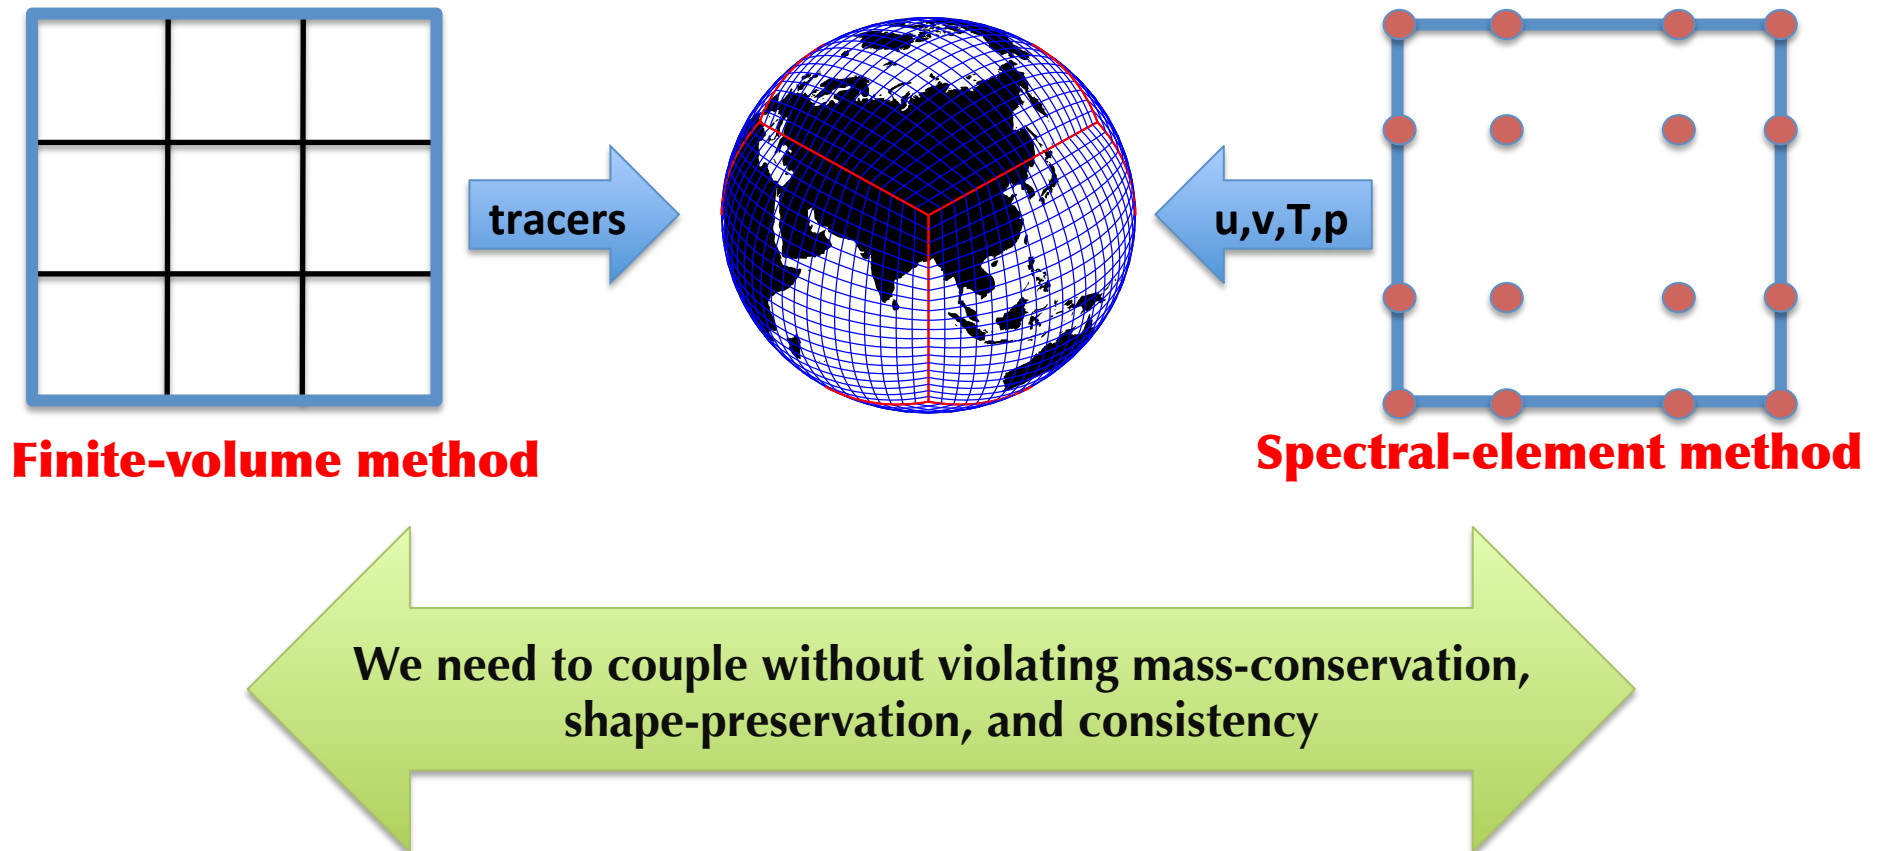 tracers
u,v,T,p
Finite-volume method
Spectral-element method
We need to couple without violating mass-conservation,
shape-preservation, and consistency